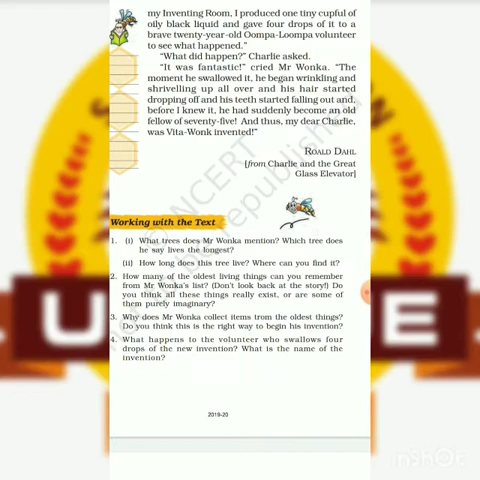 my Inventing Room, I produced one tiny cupful of
oily black liquid and gave four drops of it to a
brave twenty-year-old Oompa-Loompa volunteer
to see what happened."
"What did happen?" Charlie asked.
"It was fantastic!" cried Mr Wonka. "The
moment he swallowed it, he began wrinkling and
shrivelling up all over and his hair started
dropping off and his teeth started falling out and,
before I knew it, he had suddenly become an old
fellow of seventy-five! And thus, my dear Charlie,
was Vita-Wonk invented!"
ROALD DAHL
[from Charlie and the Great
Glass Elevator]
Working with the Text
1. (i) What trees does Mr Wonka mention? Which tree does
he say lives the longest?
(ii) How long does this tree live? Where can you find it?
2. How many of the oldest living things can you remember
from Mr Wonka's list? (Don't look back at the story!) Do
you think all these things really exist, or are some of
them purely imaginary?
3. Why does Mr Wonka collect items from the oldest things?
Do you think this is the right way to begin his invention?
4. What happens to the volunteer who swallows four
drops of the new invention? What is the name of the
invention?
2019-20
© NCERT
not to be republished
U
E
InShOt